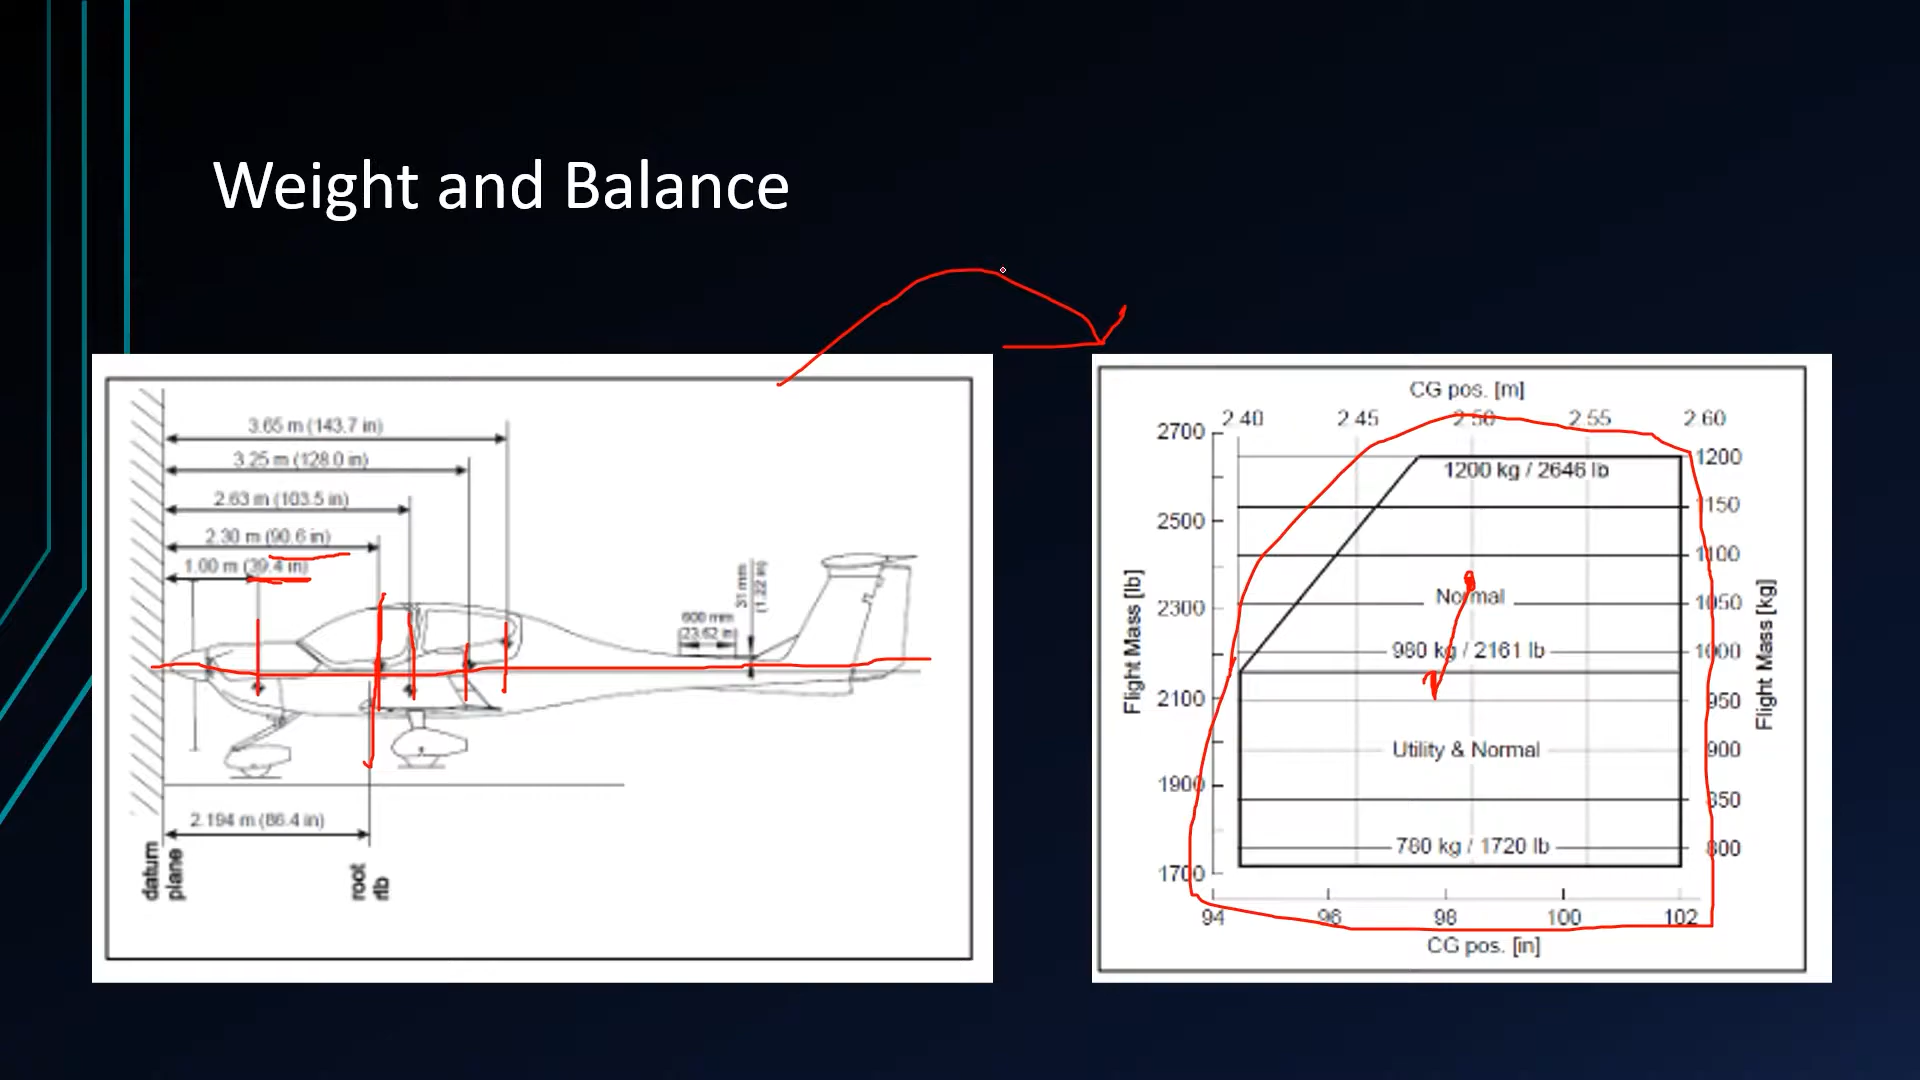 Weight and Balance
3.65 m (143.7 in)
3.25 m (128.0 in)
2.63 m (103.5 in)
2.30 m (90.6 in)
1.00 m (39.4 in)
600 mm
(23.62 in)
31 mm
(1.22 in)
2.194 m (86.4 in)
datum
plane
root
rib
CG pos. [m]
2.40 2.45 2.50 2.55 2.60
2700
2500
2300
2100
1900
1700
Flight Mass [lb]
1200 kg / 2646 lb
Normal
980 kg / 2161 lb
Utility & Normal
780 kg / 1720 lb
1200
1150
1100
1050
1000
950
900
850
800
Flight Mass [kg]
94 96 98 100 102
CG pos. [in]